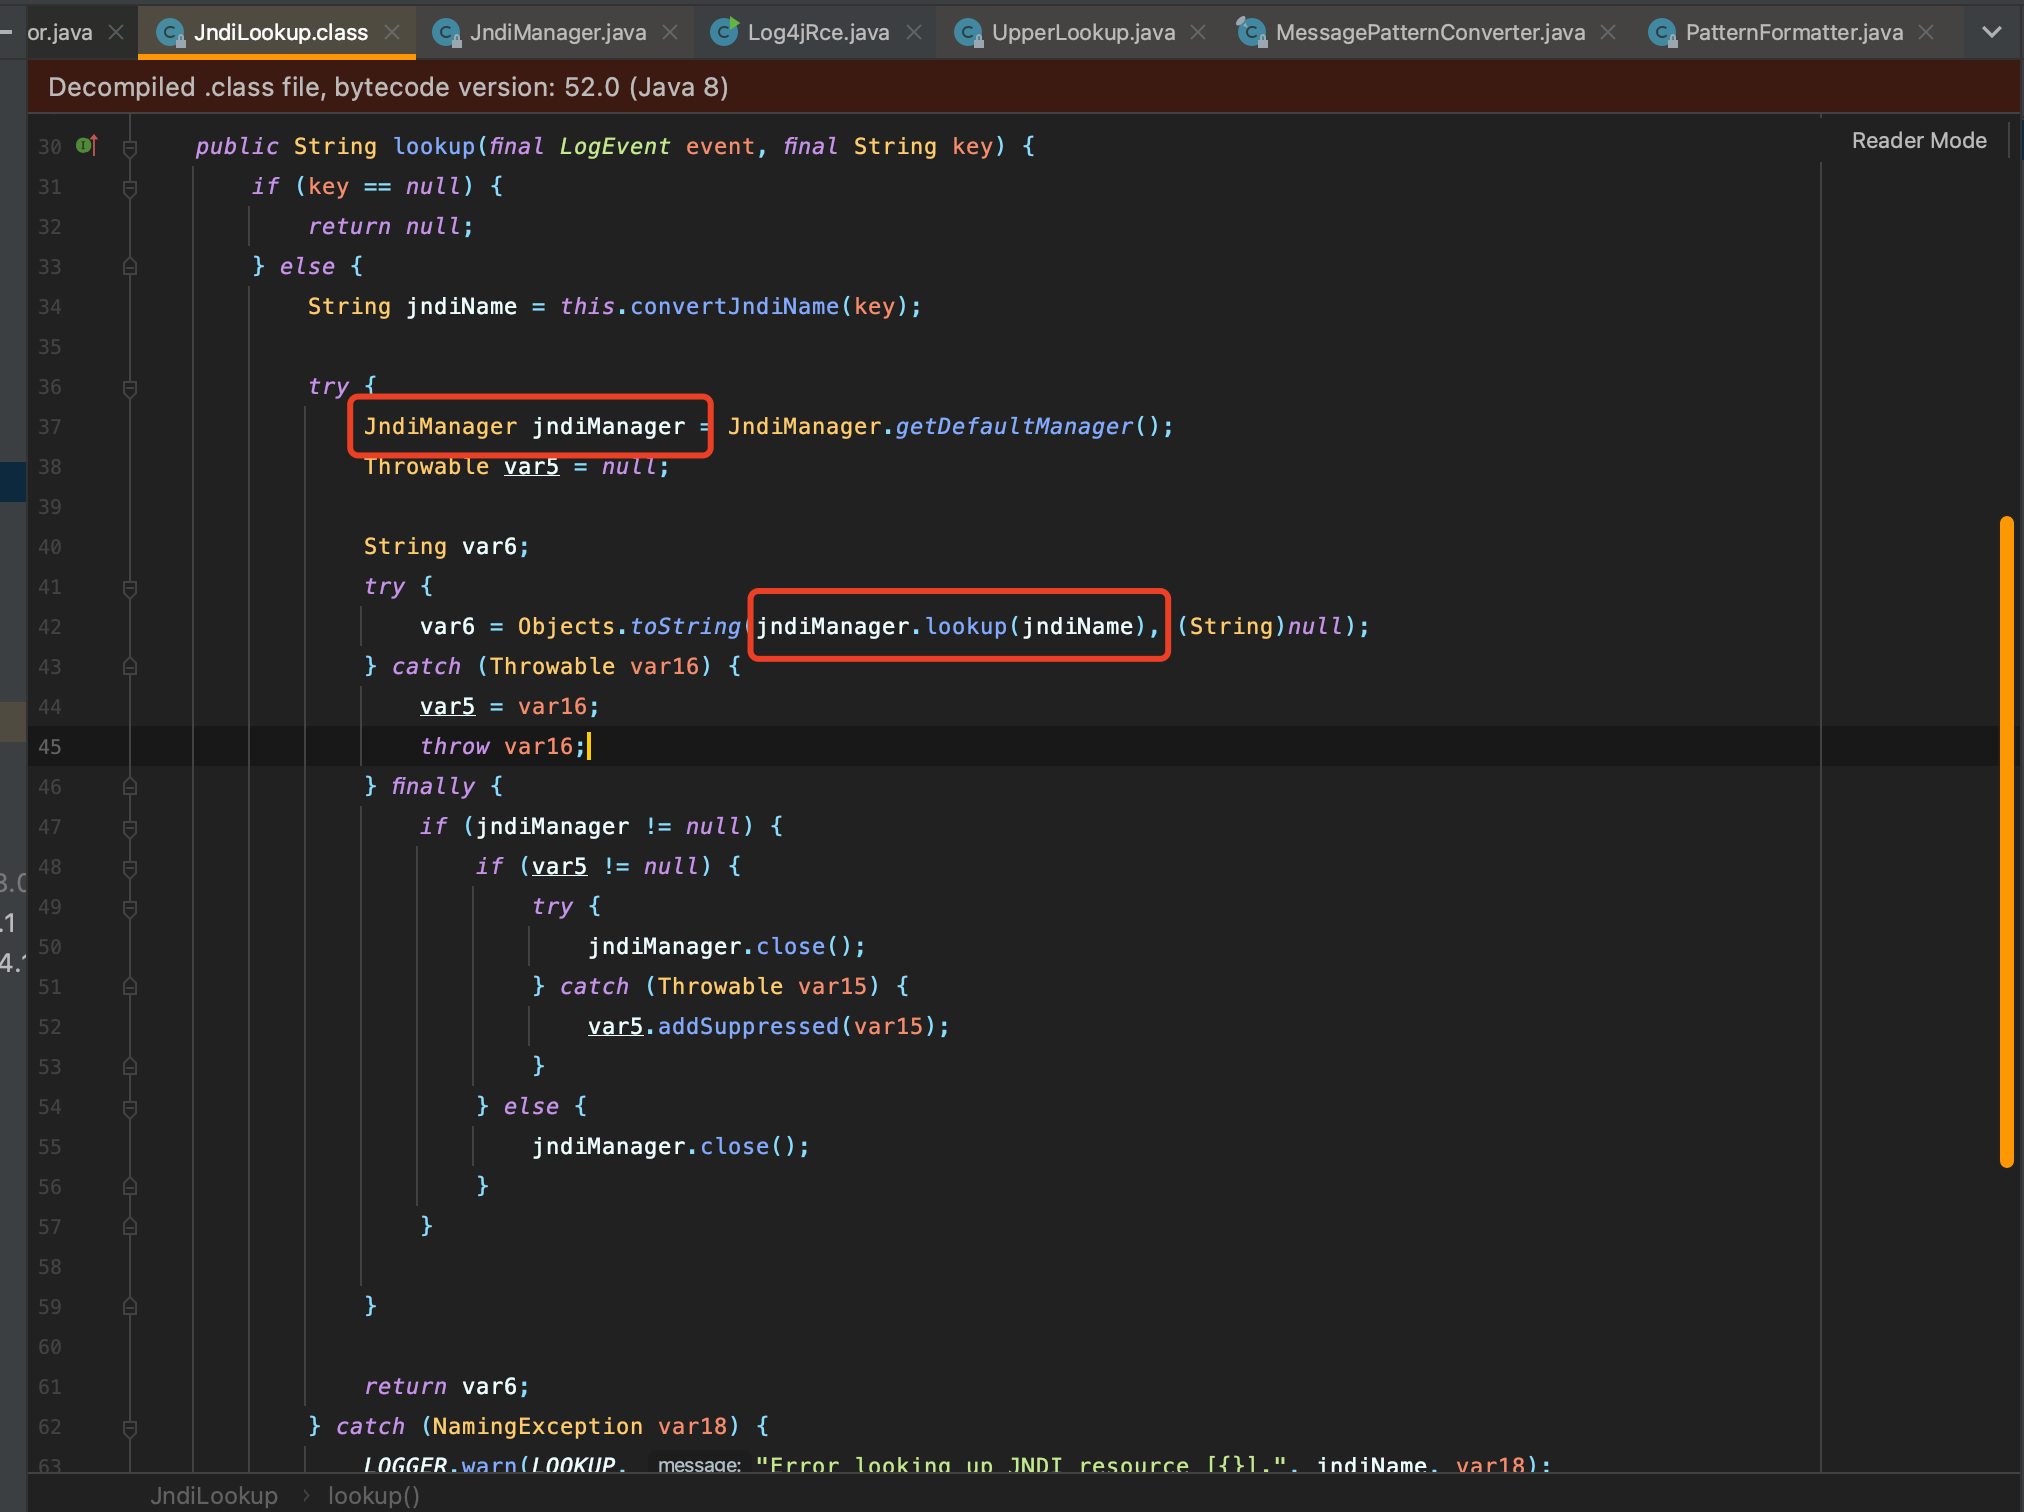 or.java JndiLookup.class JndiManager.java Log4jRce.java UpperLookup.java MessagePatternConverter.java PatternFormatter.java
Decompiled .class file, bytecode version: 52.0 (Java 8)
Reader Mode
30 public String lookup(final LogEvent event, final String key) {
31 if (key == null) {
32 return null;
33 } else {
34 String jndiName = this.convertJndiName(key);
35
36 try {
37 JndiManager jndiManager = JndiManager.getDefaultManager();
38 Throwable var5 = null;
39
40 String var6;
41 try {
42 var6 = Objects.toString(jndiManager.lookup(jndiName), (String)null);
43 } catch (Throwable var16) {
44 var5 = var16;
45 throw var16;
46 } finally {
47 if (jndiManager != null) {
48 if (var5 != null) {
49 try {
50 jndiManager.close();
51 } catch (Throwable var15) {
52 var5.addSuppressed(var15);
53 }
54 } else {
55 jndiManager.close();
56 }
57 }
58
59 }
60
61 return var6;
62 } catch (NamingException var18) {
63 LOGGER.warn(LOOKUP, message: "Error looking up JNDI resource [{}].", jndiName, var18);
.1
4.
JndiLookup › lookup()